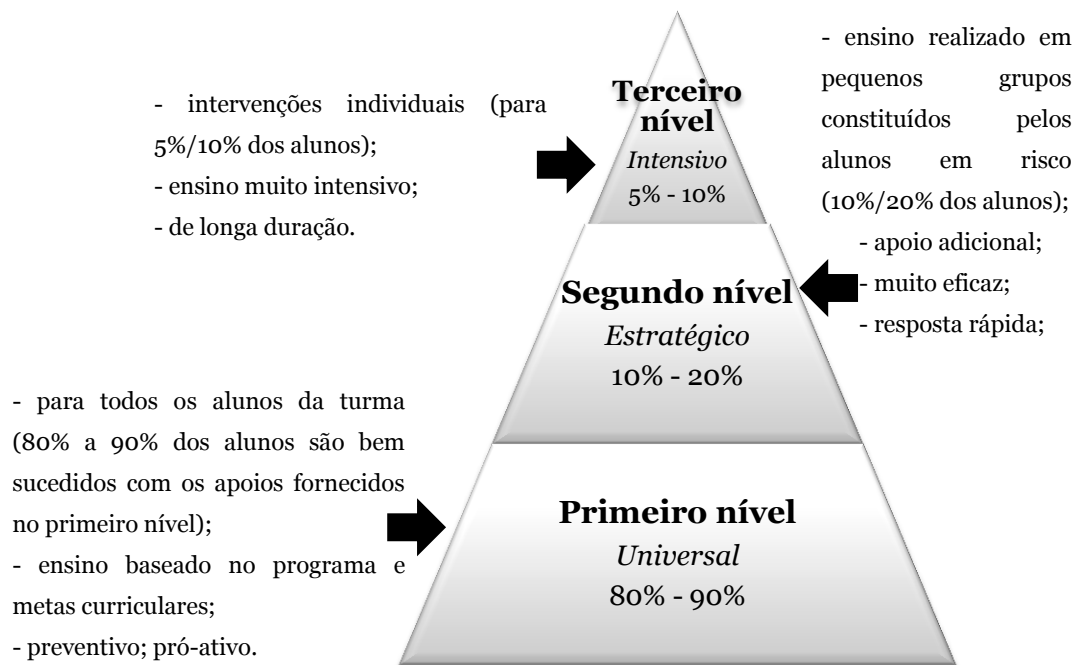 - intervenções individuais (para
5%/10% dos alunos);
- ensino muito intensivo;
- de longa duração.
Terceiro
nível
Intensivo
5% - 10%
- ensino realizado em
pequenos grupos
constituídos pelos
alunos em risco
(10%/20% dos alunos);
- apoio adicional;
- muito eficaz;
- resposta rápida;
Segundo nível
Estratégico
10% - 20%
- para todos os alunos da turma
(80% a 90% dos alunos são bem
sucedidos com os apoios fornecidos
no primeiro nível);
- ensino baseado no programa e
metas curriculares;
- preventivo; pró-ativo.
Primeiro nível
Universal
80% - 90%